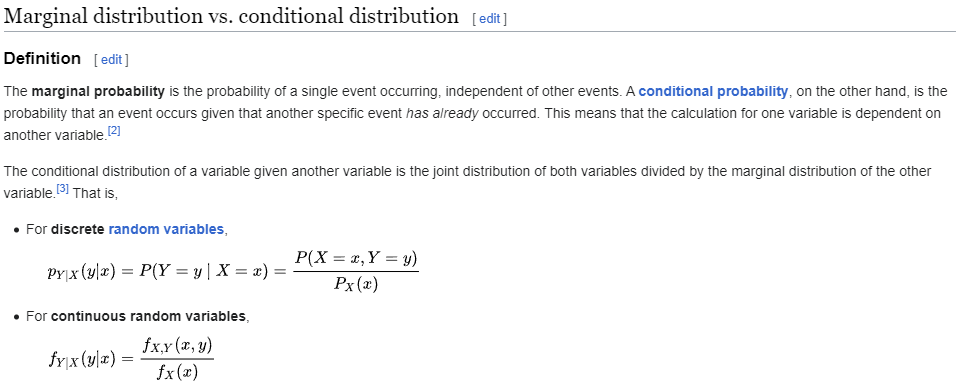 Marginal distribution vs. conditional distribution [ edit ]
Definition [ edit ]
The marginal probability is the probability of a single event occurring, independent of other events. A conditional probability, on the other hand, is the
probability that an event occurs given that another specific event has already occurred. This means that the calculation for one variable is dependent on
another variable.[2]
The conditional distribution of a variable given another variable is the joint distribution of both variables divided by the marginal distribution of the other
variable.[3] That is,
• For discrete random variables,
p_{Y|X}(y|x) = P(Y = y | X = x) = \frac{P(X = x, Y = y)}{P_X(x)}
• For continuous random variables,
f_{Y|X}(y|x) = \frac{f_{X,Y}(x, y)}{f_X(x)}